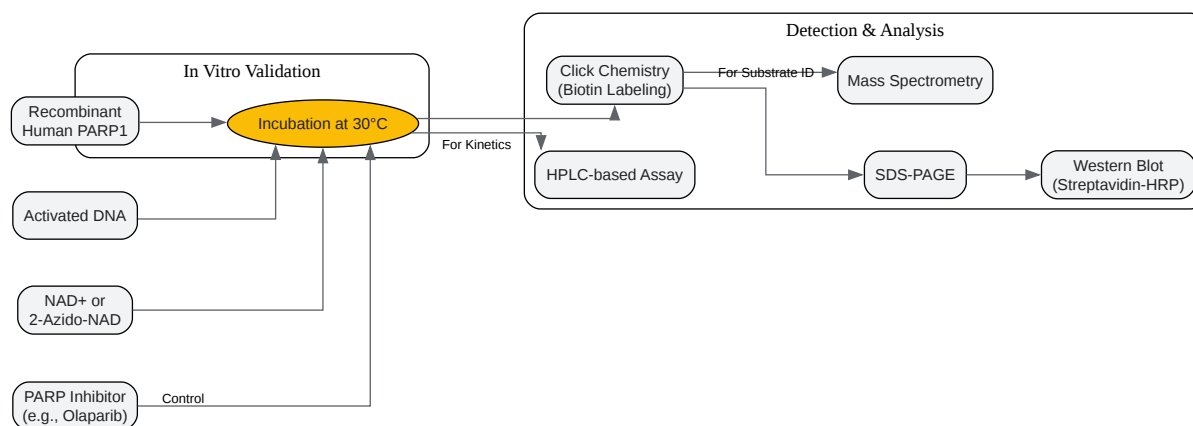 Detection & Analysis
In Vitro Validation
Click Chemistry
(Biotin Labeling)
For Substrate ID
Mass Spectrometry
Recombinant
Human PARP1
Incubation at 30°C
For Kinetics
HPLC-based Assay
SDS-PAGE
Western Blot
(Streptavidin-HRP)
Activated DNA
NAD+ or
2-Azido-NAD
PARP Inhibitor
(e.g., Olaparib)
Control